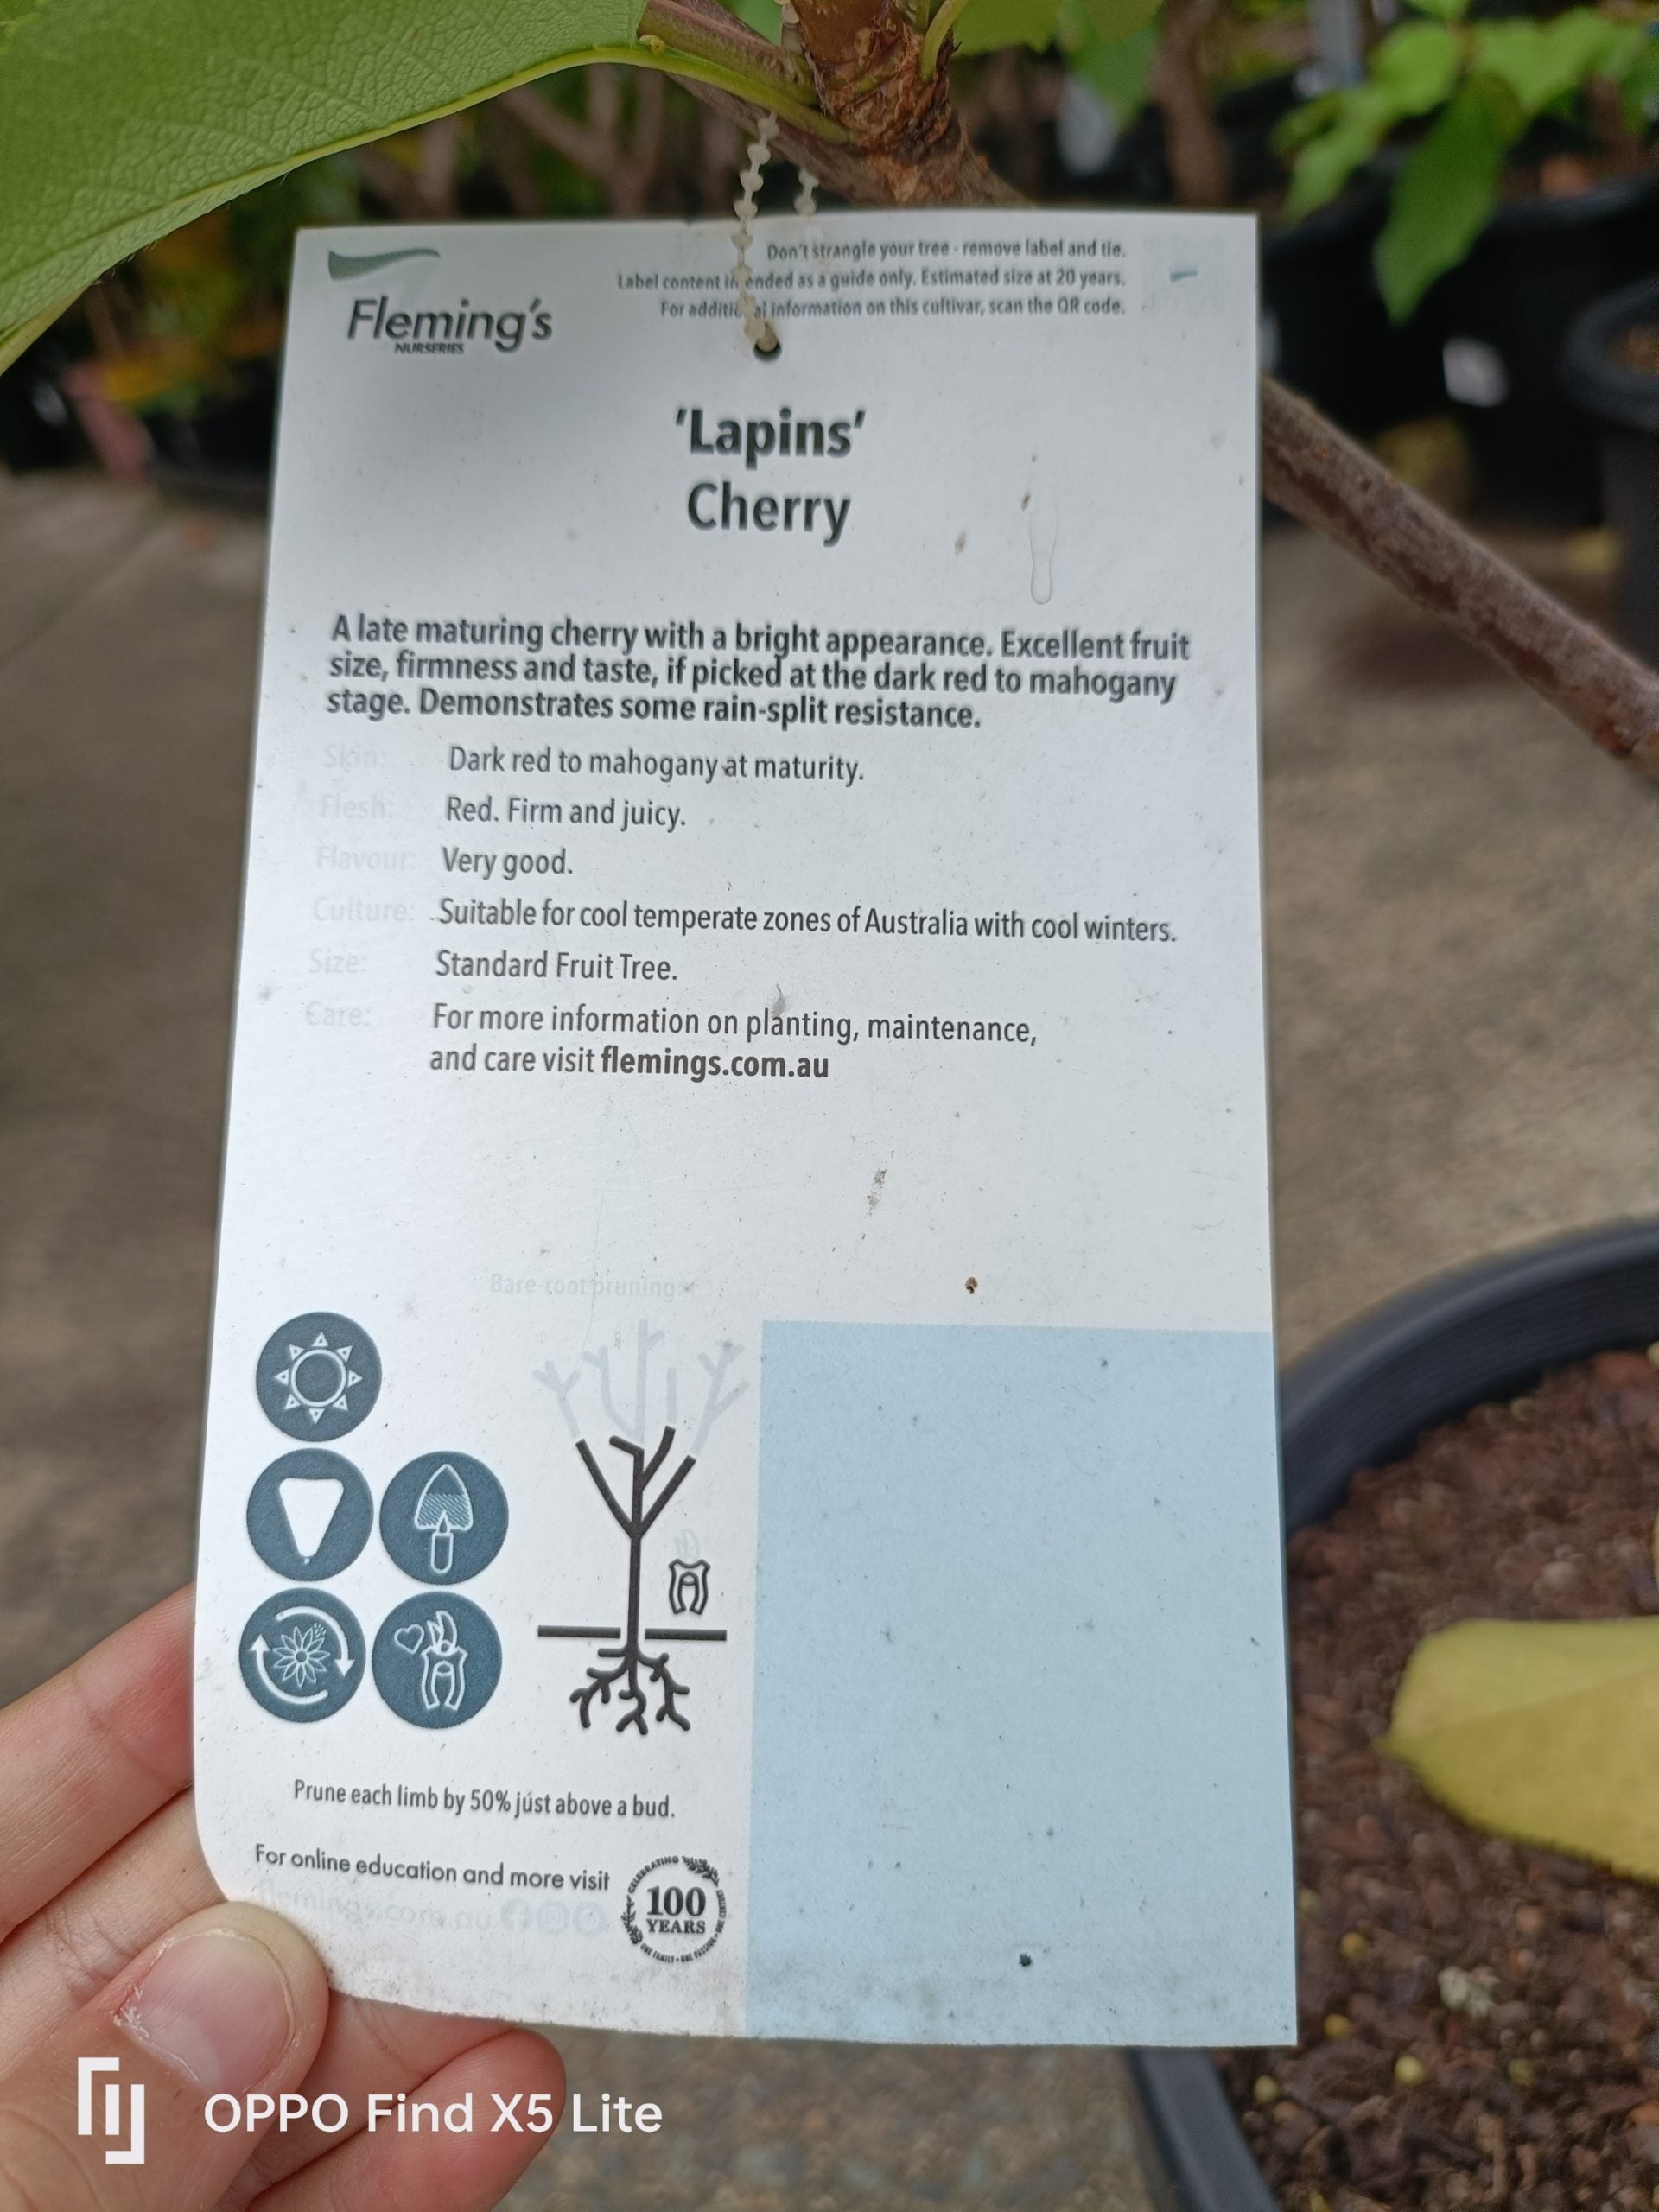 Fleming's
NURSERIES
Don't strangle your tree - remove label and tie.
Label content intended as a guide only. Estimated size at 20 years.
For additional information on this cultivar, scan the QR code.
'Lapins'
Cherry
A late maturing cherry with a bright appearance. Excellent fruit
size, firmness and taste, if picked at the dark red to mahogany
stage. Demonstrates some rain-split resistance.
Skin: Dark red to mahogany at maturity.
Flesh: Red. Firm and juicy.
Flavour: Very good.
Culture: Suitable for cool temperate zones of Australia with cool winters.
Size: Standard Fruit Tree.
Care: For more information on planting, maintenance,
and care visit flemings.com.au
Bare-root pruning
Prune each limb by 50% just above a bud.
For online education and more visit
flemings.com.au
CELEBRATING
100
YEARS
ONE FAMILY • ONE PASSION •
OPPO Find X5 Lite